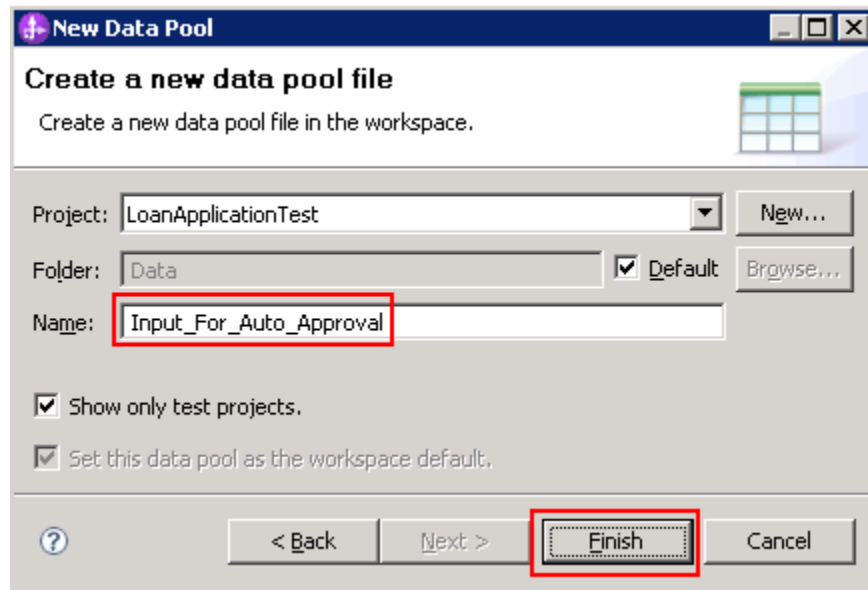 New Data Pool
Create a new data pool file
Create a new data pool file in the workspace.
Project: LoanApplicationTest New...
Folder: Data Default Browse...
Name: Input_For_Auto_Approval
Show only test projects.
Set this data pool as the workspace default.
? < Back Next > Finish Cancel